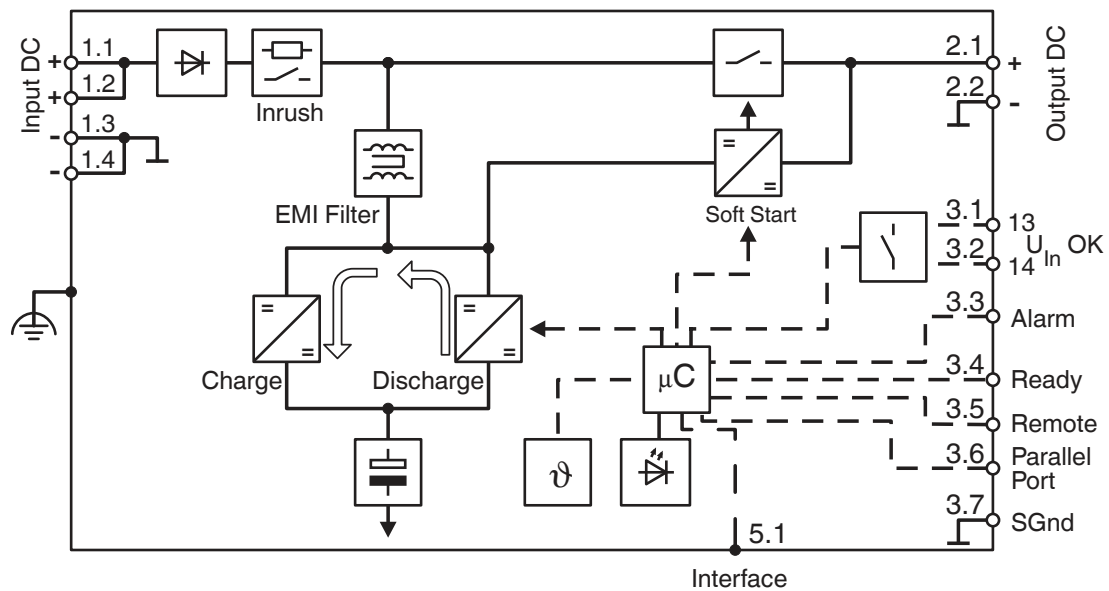 Input DC
+ 1.1
+ 1.2
- 1.3
- 1.4
Inrush
EMI Filter
Charge
Discharge
Soft Start
µC
ϑ
2.1 +
2.2 -
Output DC
3.1 13
U In OK
3.2 14
3.3 Alarm
3.4 Ready
3.5 Remote
3.6 Parallel
Port
3.7 SGnd
5.1
Interface